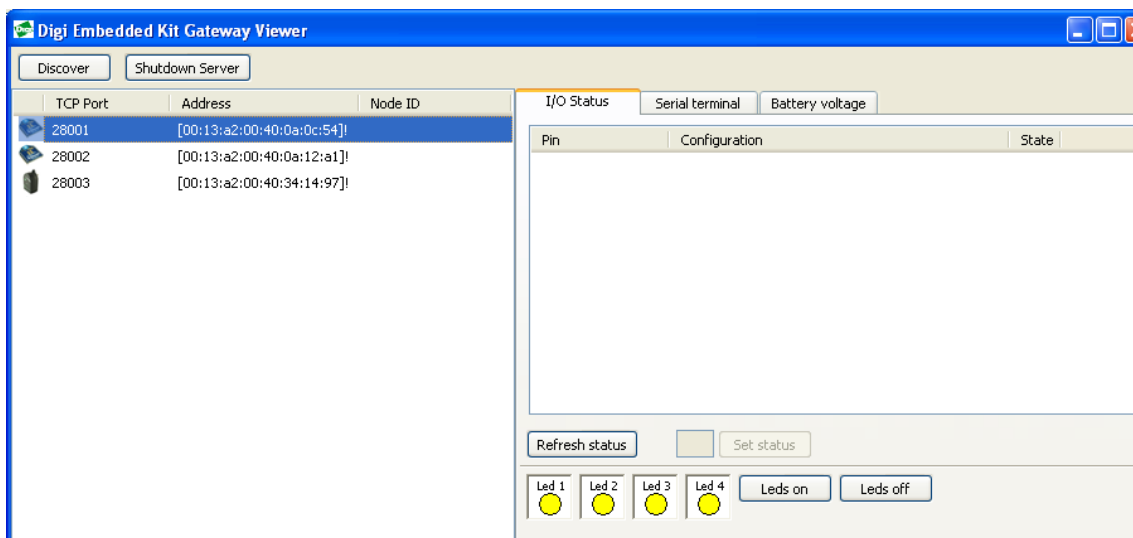 Digi Embedded Kit Gateway Viewer
Discover Shutdown Server
TCP Port Address Node ID
28001 [00:13:a2:00:40:0a:0c:54]!
28002 [00:13:a2:00:40:0a:12:a1]!
28003 [00:13:a2:00:40:34:14:97]!
I/O Status Serial terminal Battery voltage
Pin Configuration State
Refresh status Set status
Led 1 Led 2 Led 3 Led 4 Leds on Leds off